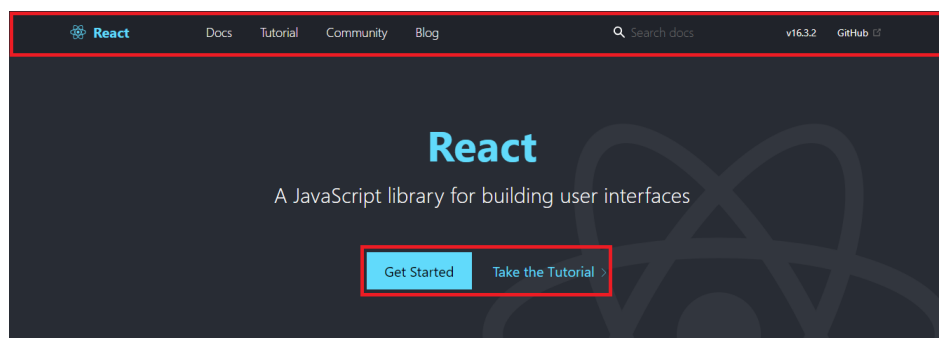 React Docs Tutorial Community Blog Search docs v16.3.2 GitHub
React
A JavaScript library for building user interfaces
Get Started Take the Tutorial >